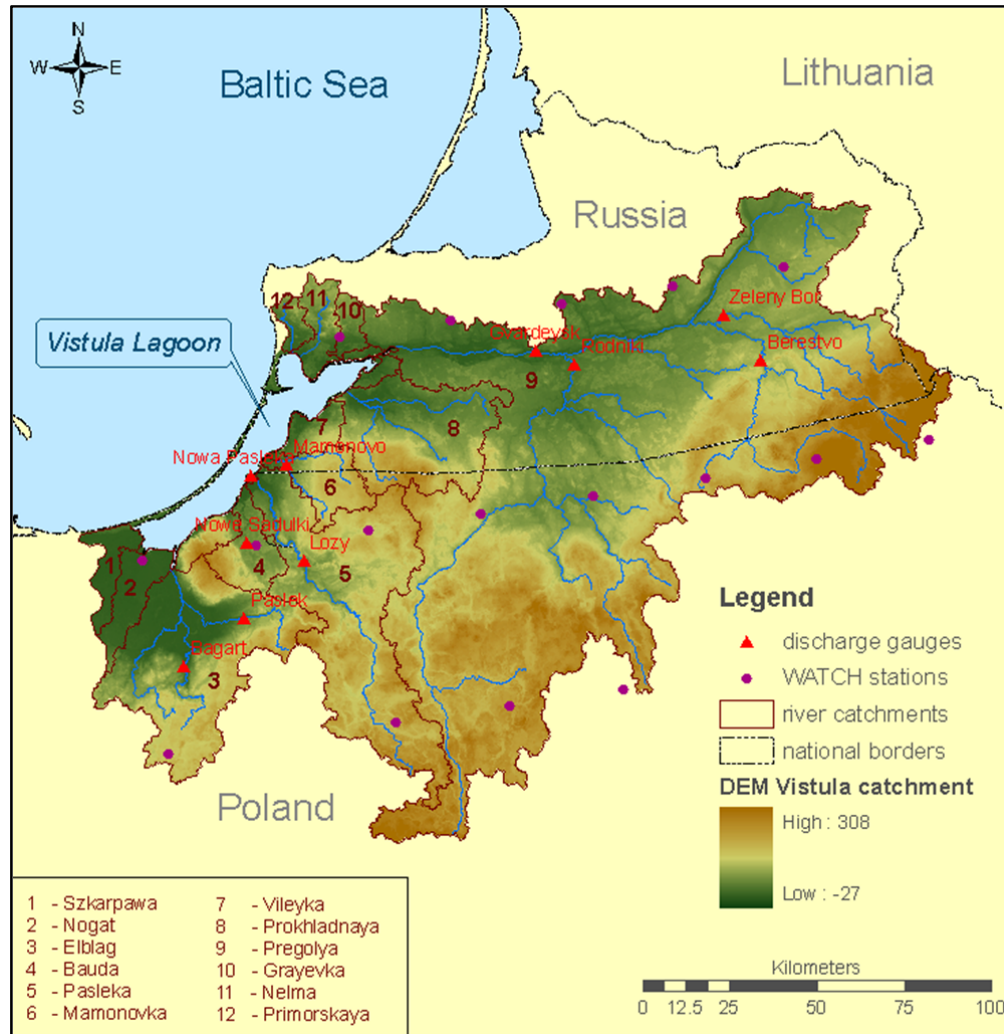 N
W E
S
Baltic Sea
Lithuania
Russia
12
11
10
Zeleny Bor
Vistula Lagoon
Gvardeysk
Rodniki
Berestvo
9
7
8
Mamonovo
Nowa Pasleka
6
Nowe Sadulki
Lozy
1
4
5
2
Paslek
Bagart
3
Poland
Legend
discharge gauges
WATCH stations
river catchments
national borders
DEM Vistula catchment
High : 308
Low : -27
1 - Szkarpawa
2 - Nogat
3 - Elblag
4 - Bauda
5 - Pasleka
6 - Mamonovka
7 - Vileyka
8 - Prokhladnaya
9 - Pregolya
10 - Grayevka
11 - Nelma
12 - Primorskaya
Kilometers
0 12.5 25 50 75 100